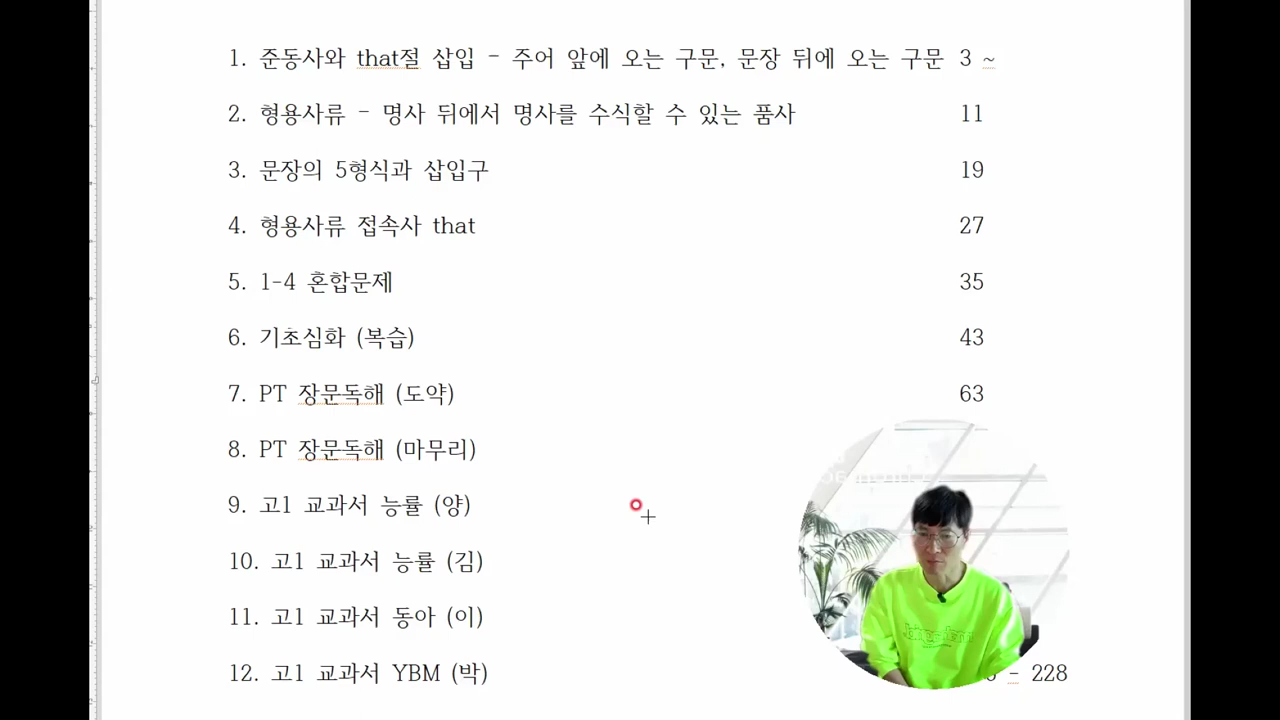 1. 준동사와 that절 삽입 - 주어 앞에 오는 구문, 문장 뒤에 오는 구문 3 ~
2. 형용사류 - 명사 뒤에서 명사를 수식할 수 있는 품사 11
3. 문장의 5형식과 삽입구 19
4. 형용사류 접속사 that 27
5. 1-4 혼합문제 35
6. 기초심화 (복습) 43
7. PT 장문독해 (도약) 63
8. PT 장문독해 (마무리)
9. 고1 교과서 능률 (양)
10. 고1 교과서 능률 (김)
11. 고1 교과서 동아 (이)
12. 고1 교과서 YBM (박) - 228